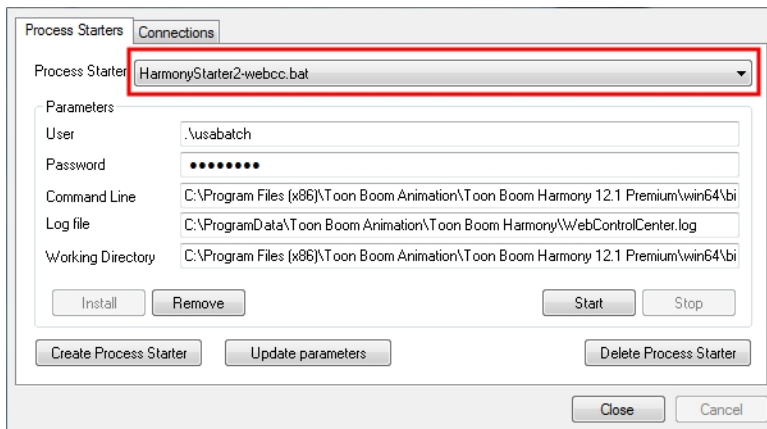 Process Starters Connections
Process Starter HarmonyStarter2-webcc.bat
Parameters
User .\usabatch
Password ●●●●●●●●
Command Line C:\Program Files (x86)\Toon Boom Animation\Toon Boom Harmony 12.1 Premium\win64\bi
Log file C:\ProgramData\Toon Boom Animation\Toon Boom Harmony\WebControlCenter.log
Working Directory C:\Program Files (x86)\Toon Boom Animation\Toon Boom Harmony 12.1 Premium\win64\bi
Install Remove Start Stop
Create Process Starter Update parameters Delete Process Starter
Close Cancel